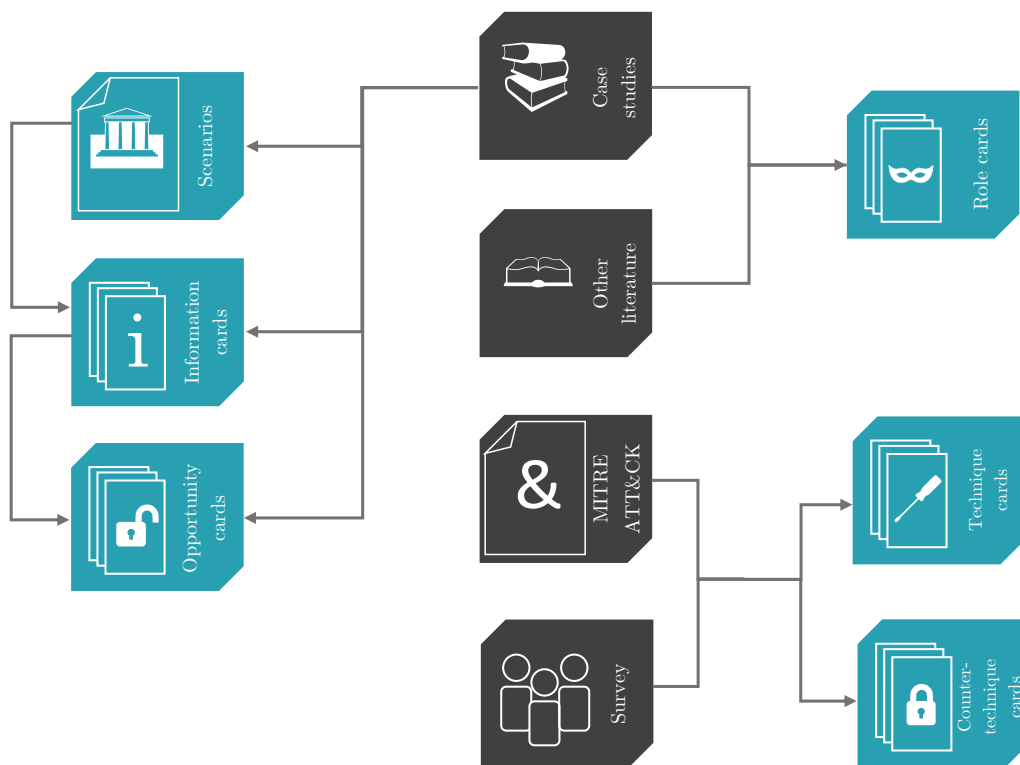 Opportunity
cards
i
Information
cards
Scenarios
Survey
&
MITRE
ATT&CK
Other
literature
Case
studies
Counter-
technique
cards
Technique
cards
Role cards